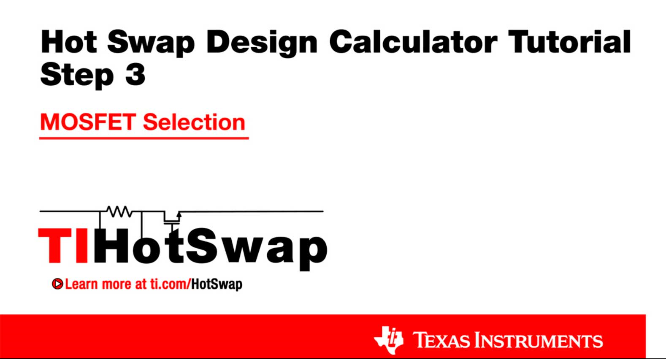 Hot Swap Design Calculator Tutorial
Step 3
MOSFET Selection
TIHotSwap
Learn more at ti.com/HotSwap
TEXAS INSTRUMENTS